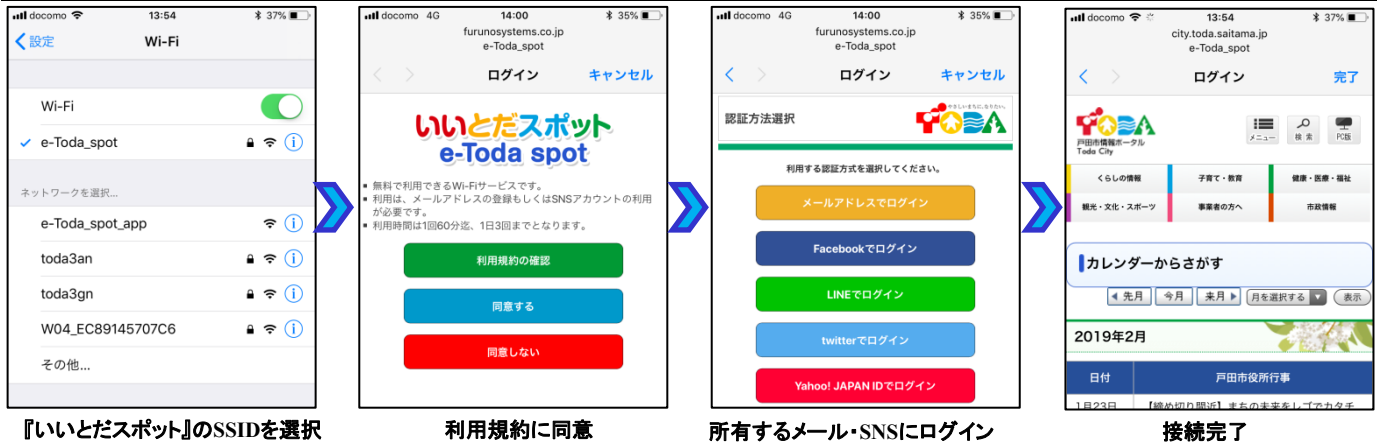 docomo 13:54 37%
設定 Wi-Fi
Wi-Fi
e-Toda_spot
ネットワークを選択...
e-Toda_spot_app
toda3an
toda3gn
W04_EC89145707C6
その他...
『いいとだスポット』のSSIDを選択
docomo 4G 14:00 35%
furunosystems.co.jp
e-Toda_spot
ログイン キャンセル
いいとだスポット
e-Toda spot
無料で利用できるWi-Fiサービスです。
利用は、メールアドレスの登録もしくはSNSアカウントの利用
が必要です。
利用時間は1回60分迄、1日3回までとなります。
利用規約の確認
同意する
同意しない
利用規約に同意
docomo 4G 14:00 35%
furunosystems.co.jp
e-Toda_spot
ログイン キャンセル
認証方法選択
TODA
利用する認証方式を選択してください。
メールアドレスでログイン
Facebookでログイン
LINEでログイン
twitterでログイン
Yahoo! JAPAN IDでログイン
所有するメール・SNSにログイン
docomo 13:54 37%
city.toda.saitama.jp
e-Toda_spot
ログイン 完了
TODA
戸田市情報ポータル
Toda City
メニュー 検索 PC版
くらしの情報 子育て・教育 健康・医療・福祉
観光・文化・スポーツ 事業者の方へ 市政情報
カレンダーからさがす
先月 今月 来月 月を選択する 表示
2019年2月
日付 戸田市役所行事
1月23日 【締め切り間近】まちの未来をレゴでカタチ
接続完了